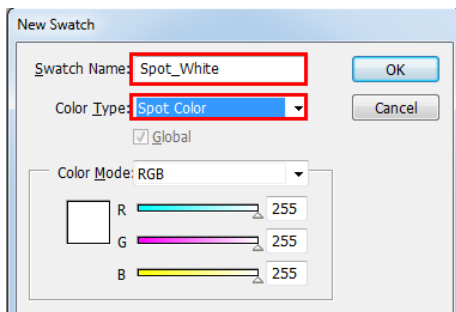 New Swatch
Swatch Name: Spot_White
OK
Color Type: Spot Color
Cancel
Global
Color Mode: RGB
R 255
G 255
B 255